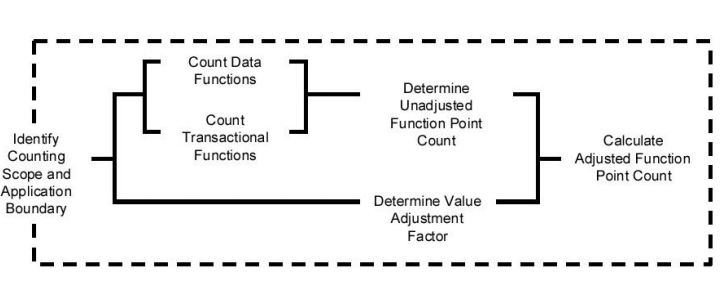 Count Data
Functions
Count
Transactional
Functions
Determine
Unadjusted
Function Point
Count
Identify
Counting
Scope and
Application
Boundary
Calculate
Adjusted Function
Point Count
Determine Value
Adjustment
Factor